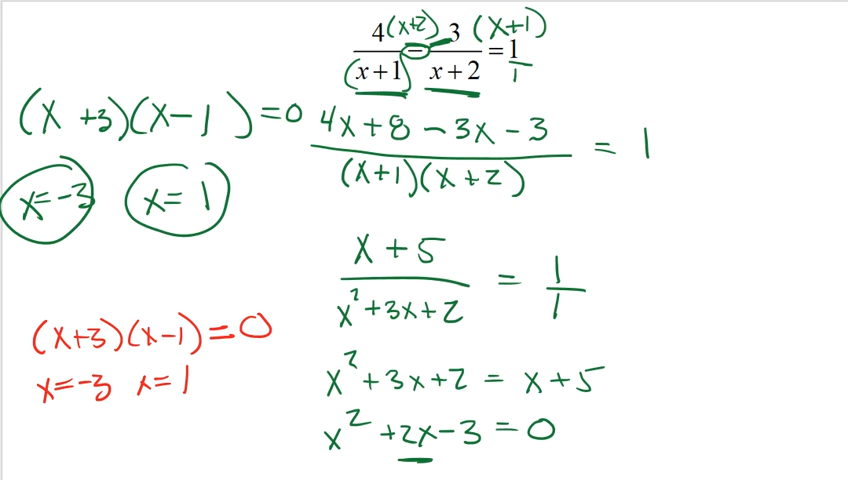 4(x+2) / (x+1) − 3(x+1) / x+2 = 1/1
4x+8 − 3x − 3 / (x+1)(x+2) = 1
x + 5 / x²+3x+2 = 1/1
x²+3x+2 = x+5
x²+2x−3 = 0
(x +3)(x−1) = 0
x=−3 x=1
(x+3)(x−1)=0
x=−3 x=1